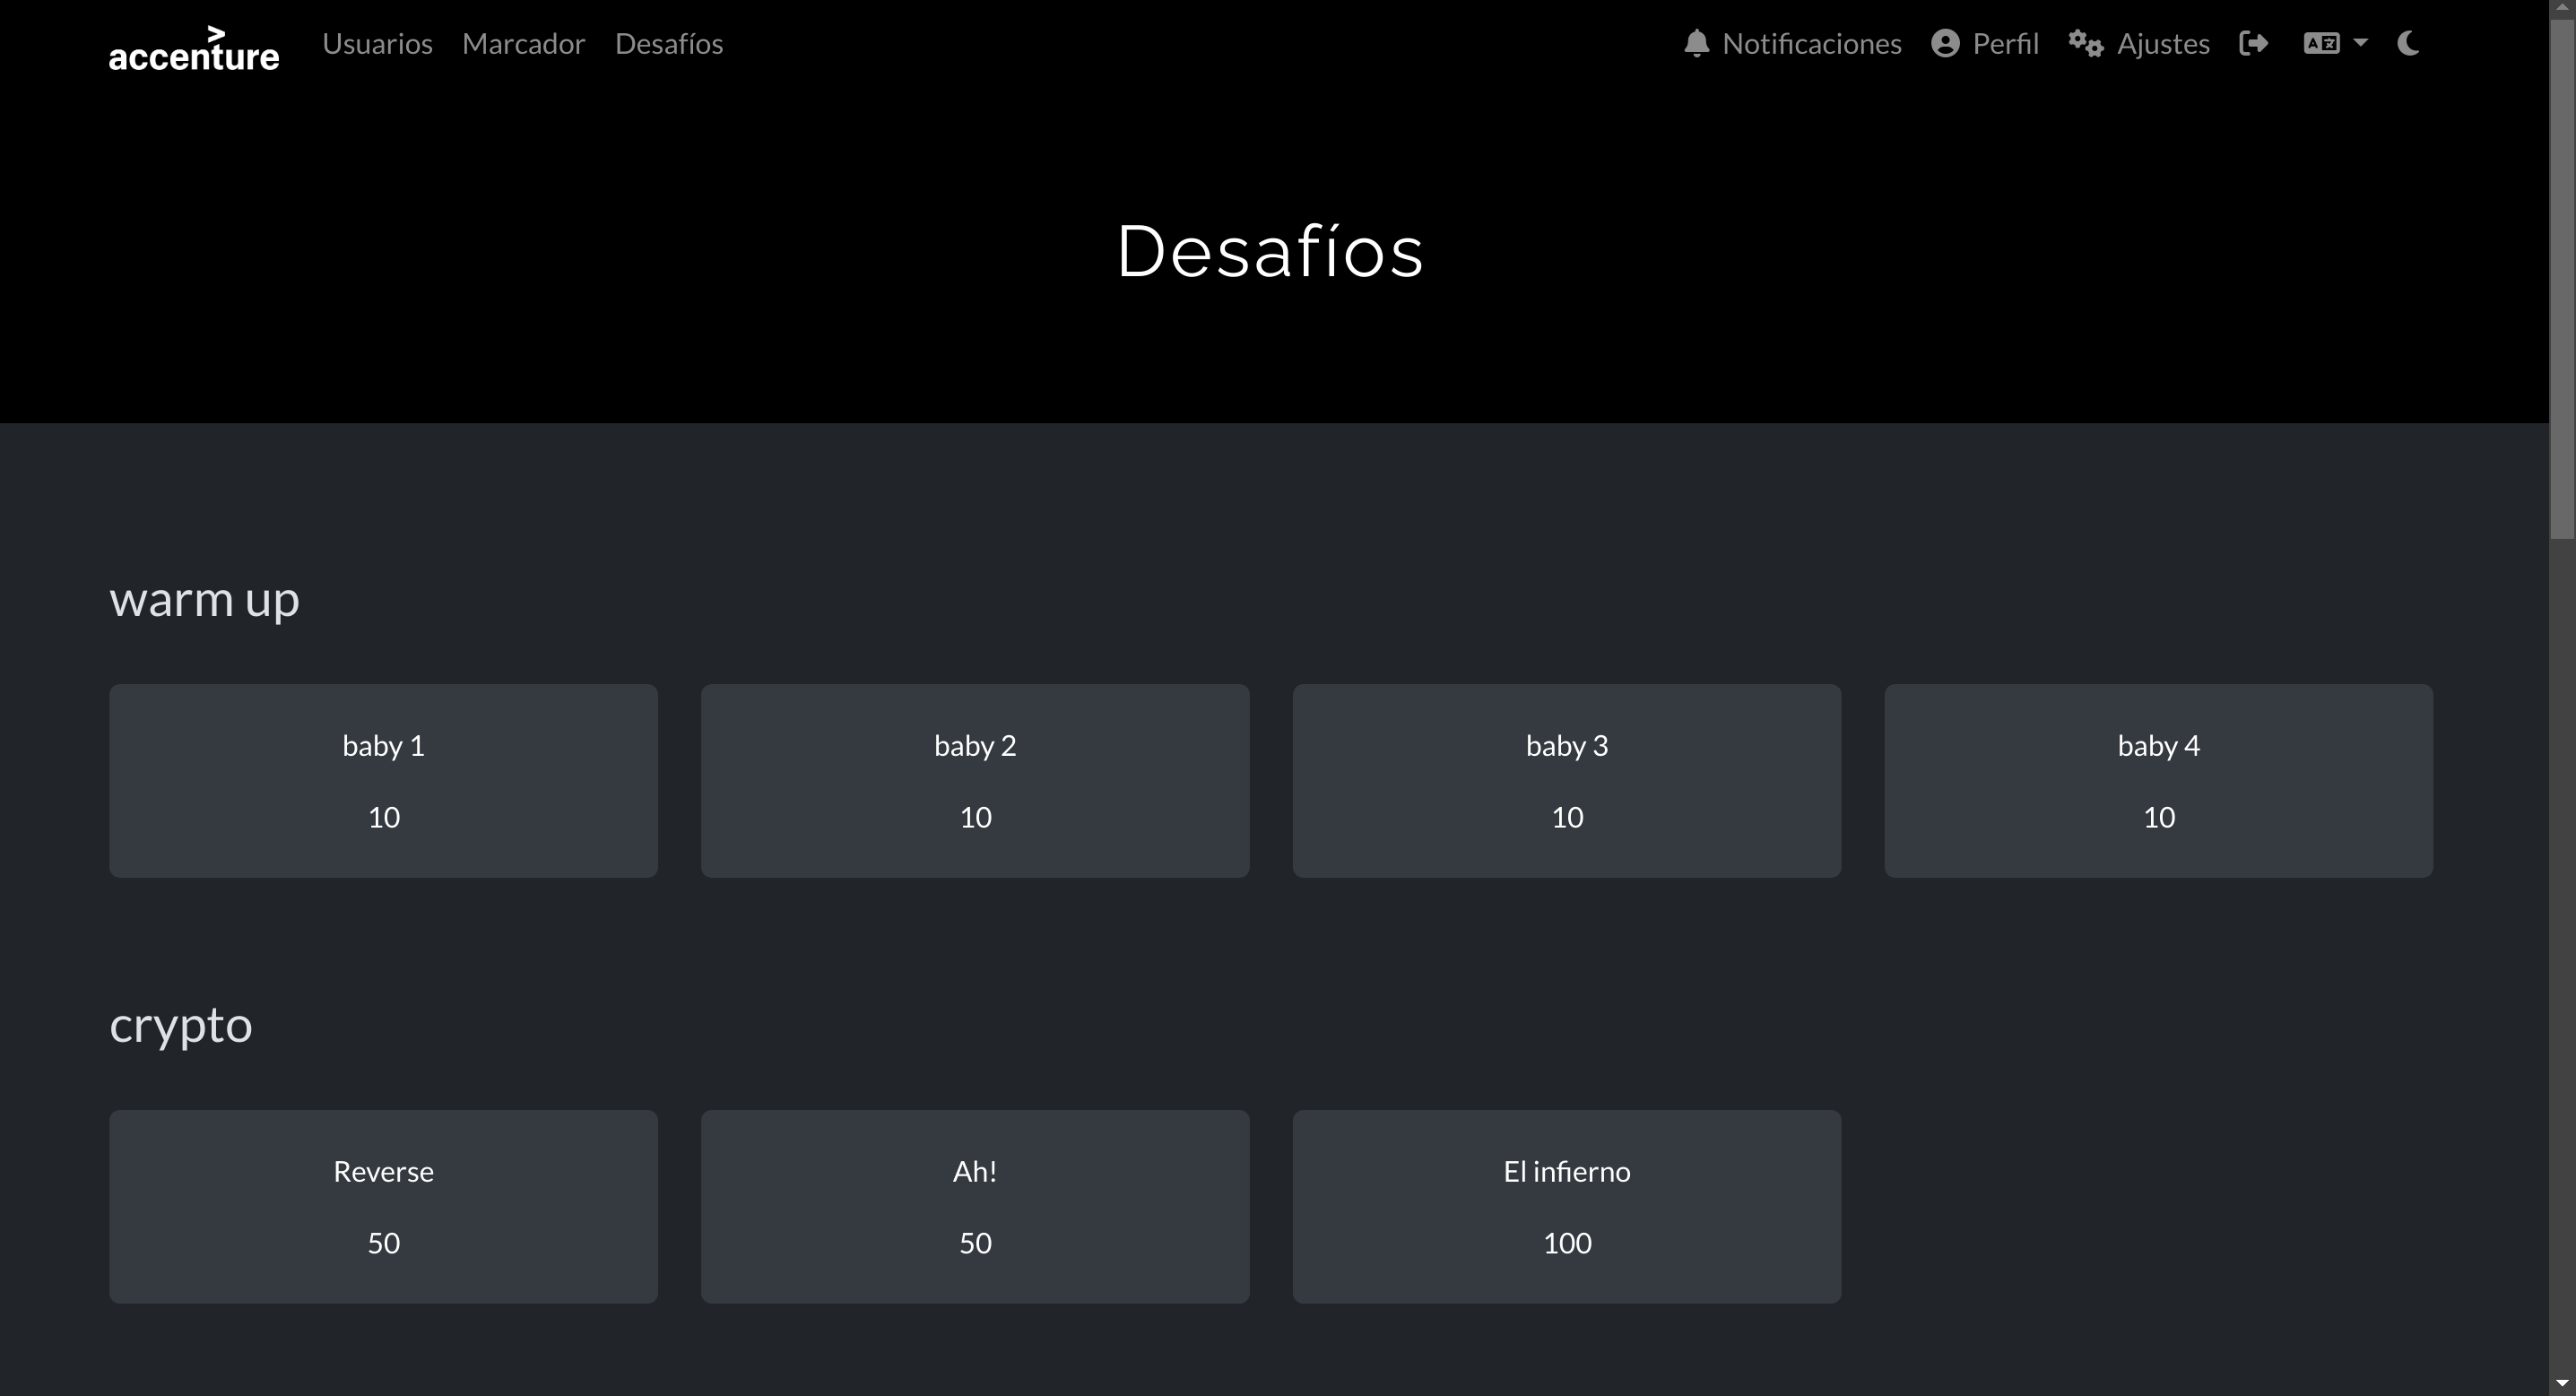 accenture Usuarios Marcador Desafíos Notificaciones Perfil Ajustes
Desafíos
warm up
baby 1 baby 2 baby 3 baby 4
10 10 10 10
crypto
Reverse Ah! El infierno
50 50 100